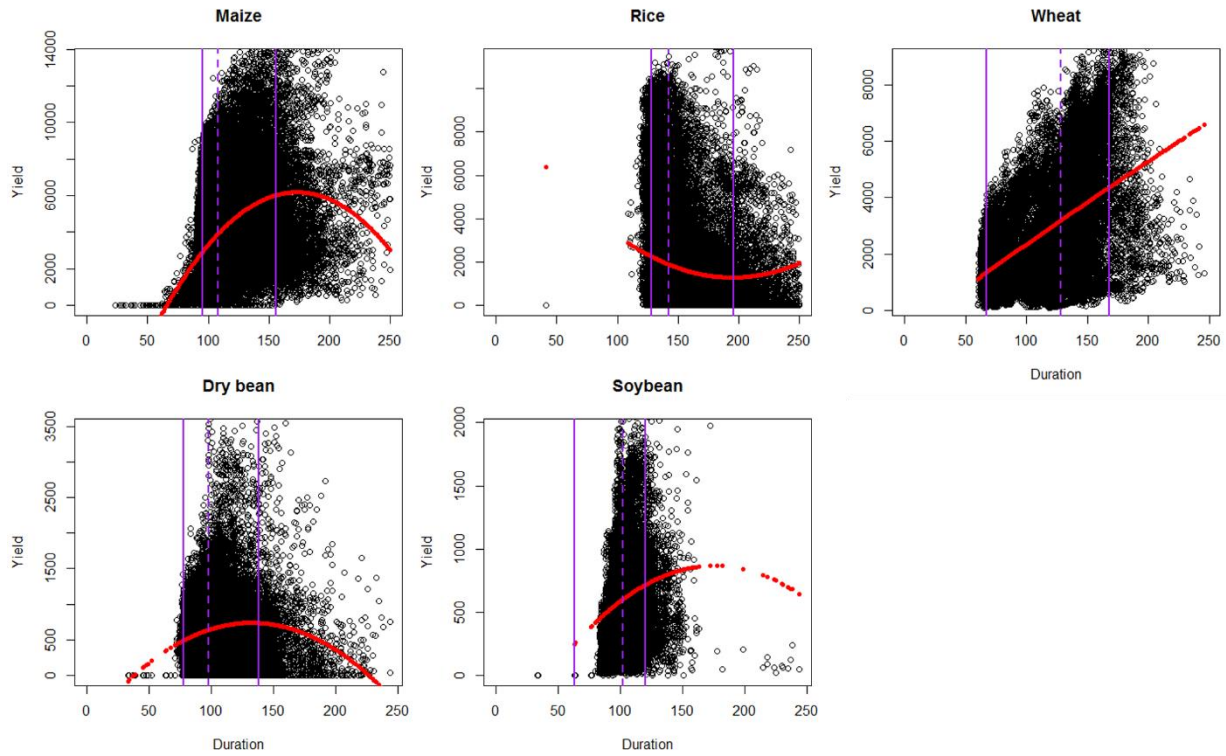 Maize
Yield
0 2000 6000 10000 14000
0 50 100 150 200 250
Rice
Yield
0 2000 4000 6000 8000
0 50 100 150 200 250
Wheat
Yield
0 2000 4000 6000 8000
0 50 100 150 200 250
Duration
Dry bean
Yield
0 500 1500 2500 3500
0 50 100 150 200 250
Duration
Soybean
Yield
0 500 1000 1500 2000
0 50 100 150 200 250
Duration